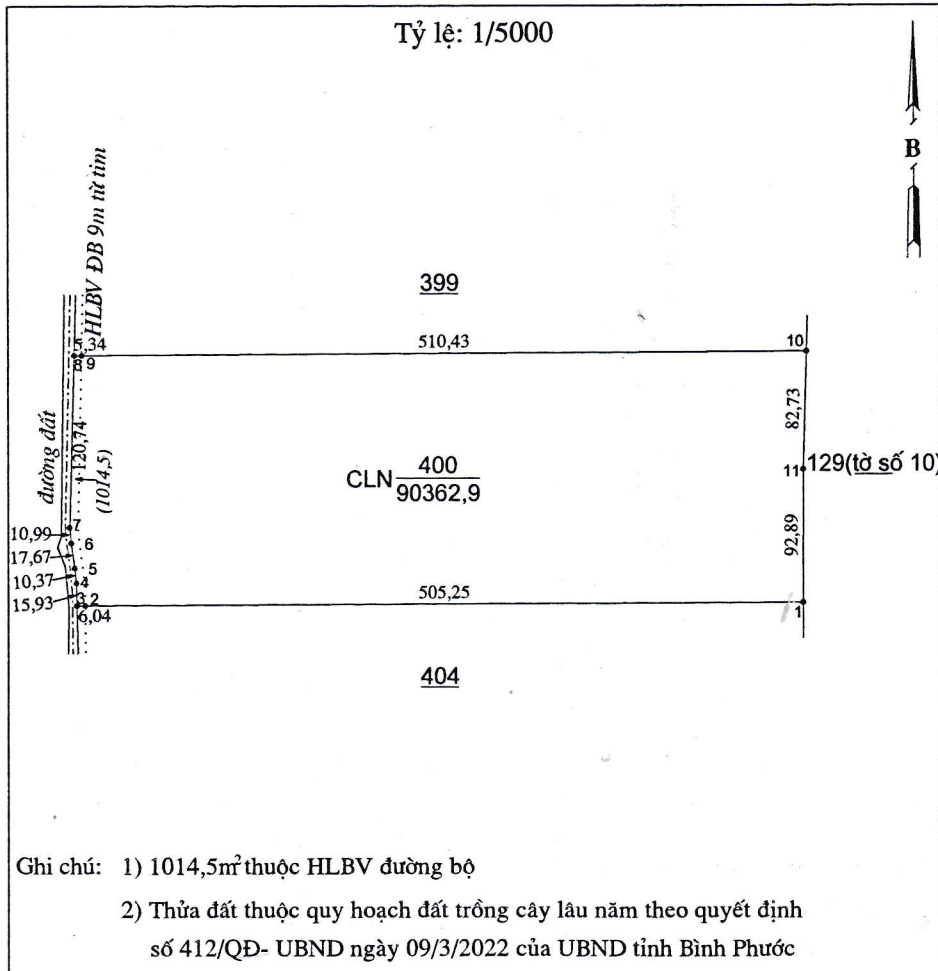 Tỷ lệ: 1/5000
B
HLBV ĐB 9m từ tim
399
5,34
510,43
10
8 9
82,73
đường đất
120,74
(1014,5)
CLN 400
90362,9
11
129(tờ số 10)
7
10,99
6
17,67
92,89
5
10,37
4
15,93
505,25
3 2
1
6,04
404
Ghi chú: 1) 1014,5m² thuộc HLBV đường bộ
2) Thửa đất thuộc quy hoạch đất trồng cây lâu năm theo quyết định
số 412/QĐ- UBND ngày 09/3/2022 của UBND tỉnh Bình Phước